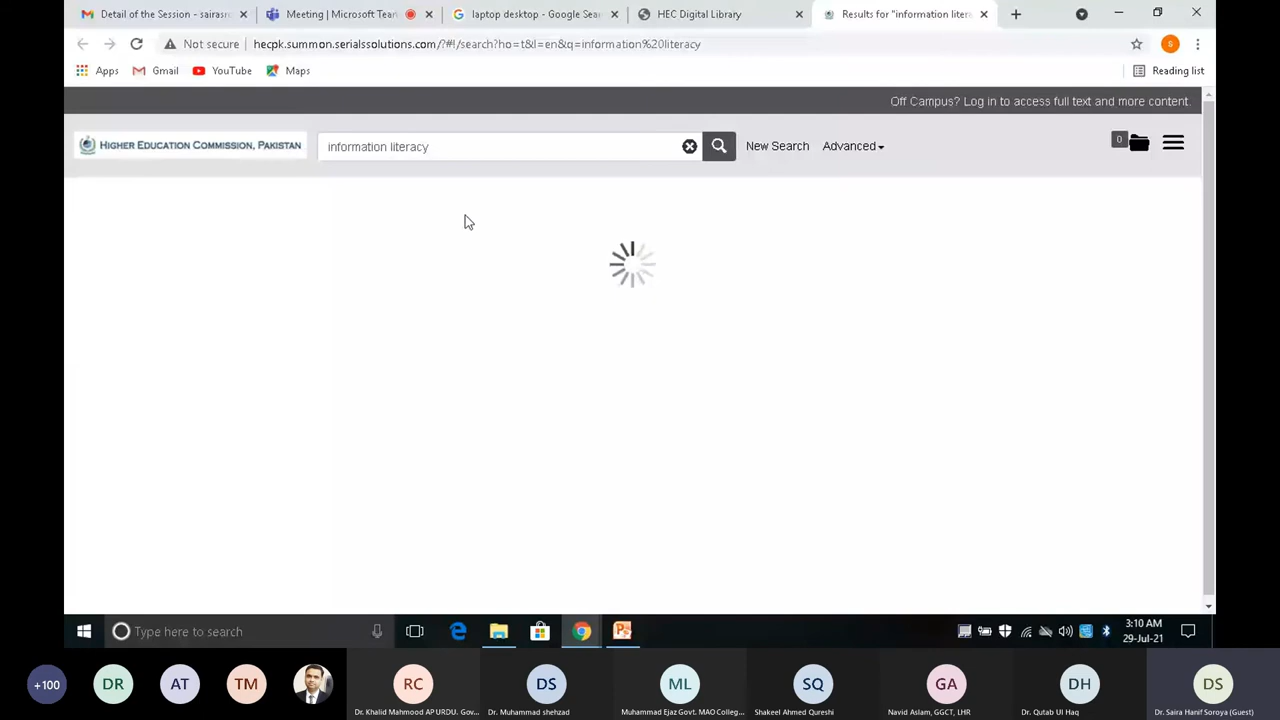 Detail of the Session - sairasr
Meeting | Microsoft Team
laptop desktop - Google Sear
HEC Digital Library
Results for "information litera
Not secure
hecpk.summon.serialssolutions.com/?#!/search?ho=t&l=en&q=information%20literacy
S
Apps
Gmail
YouTube
Maps
Reading list
Off Campus? Log in to access full text and more content.
HIGHER EDUCATION COMMISSION, PAKISTAN
information literacy
New Search
Advanced
0
Type here to search
3:10 AM
29-Jul-21
+100
DR
AT
TM
RC
DS
ML
SQ
GA
DH
DS
Dr. Khalid Mahmood AP URDU. Gov...
Dr. Muhammad shehzad
Muhammad Ejaz Govt. MAO Colleg...
Shakeel Ahmed Qureshi
Navid Aslam, GGCT, LHR
Dr. Qutab Ul Haq
Dr. Saira Hanif Soroya (Guest)